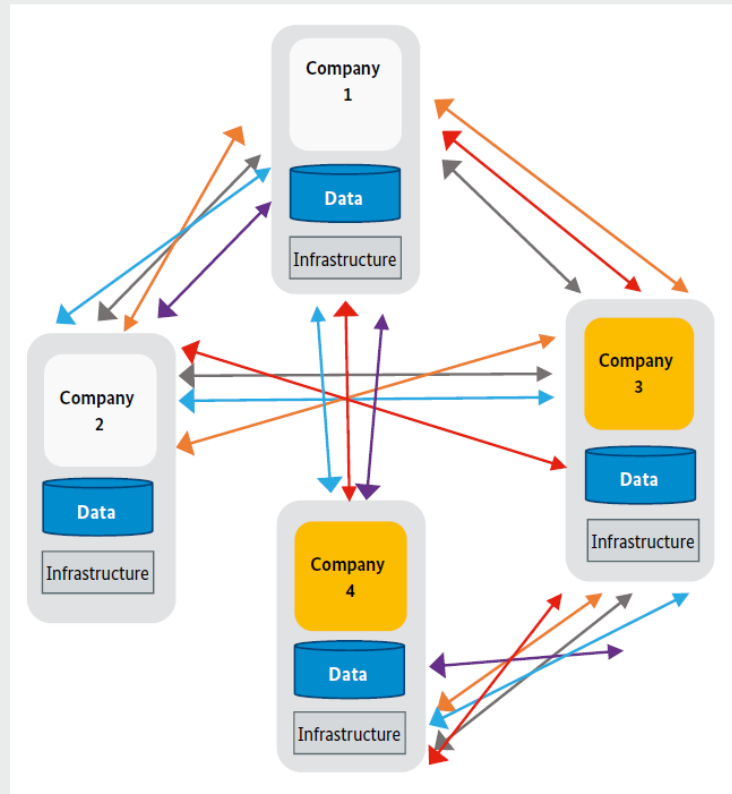 Company
1
Data
Infrastructure
Company
2
Data
Infrastructure
Company
3
Data
Infrastructure
Company
4
Data
Infrastructure